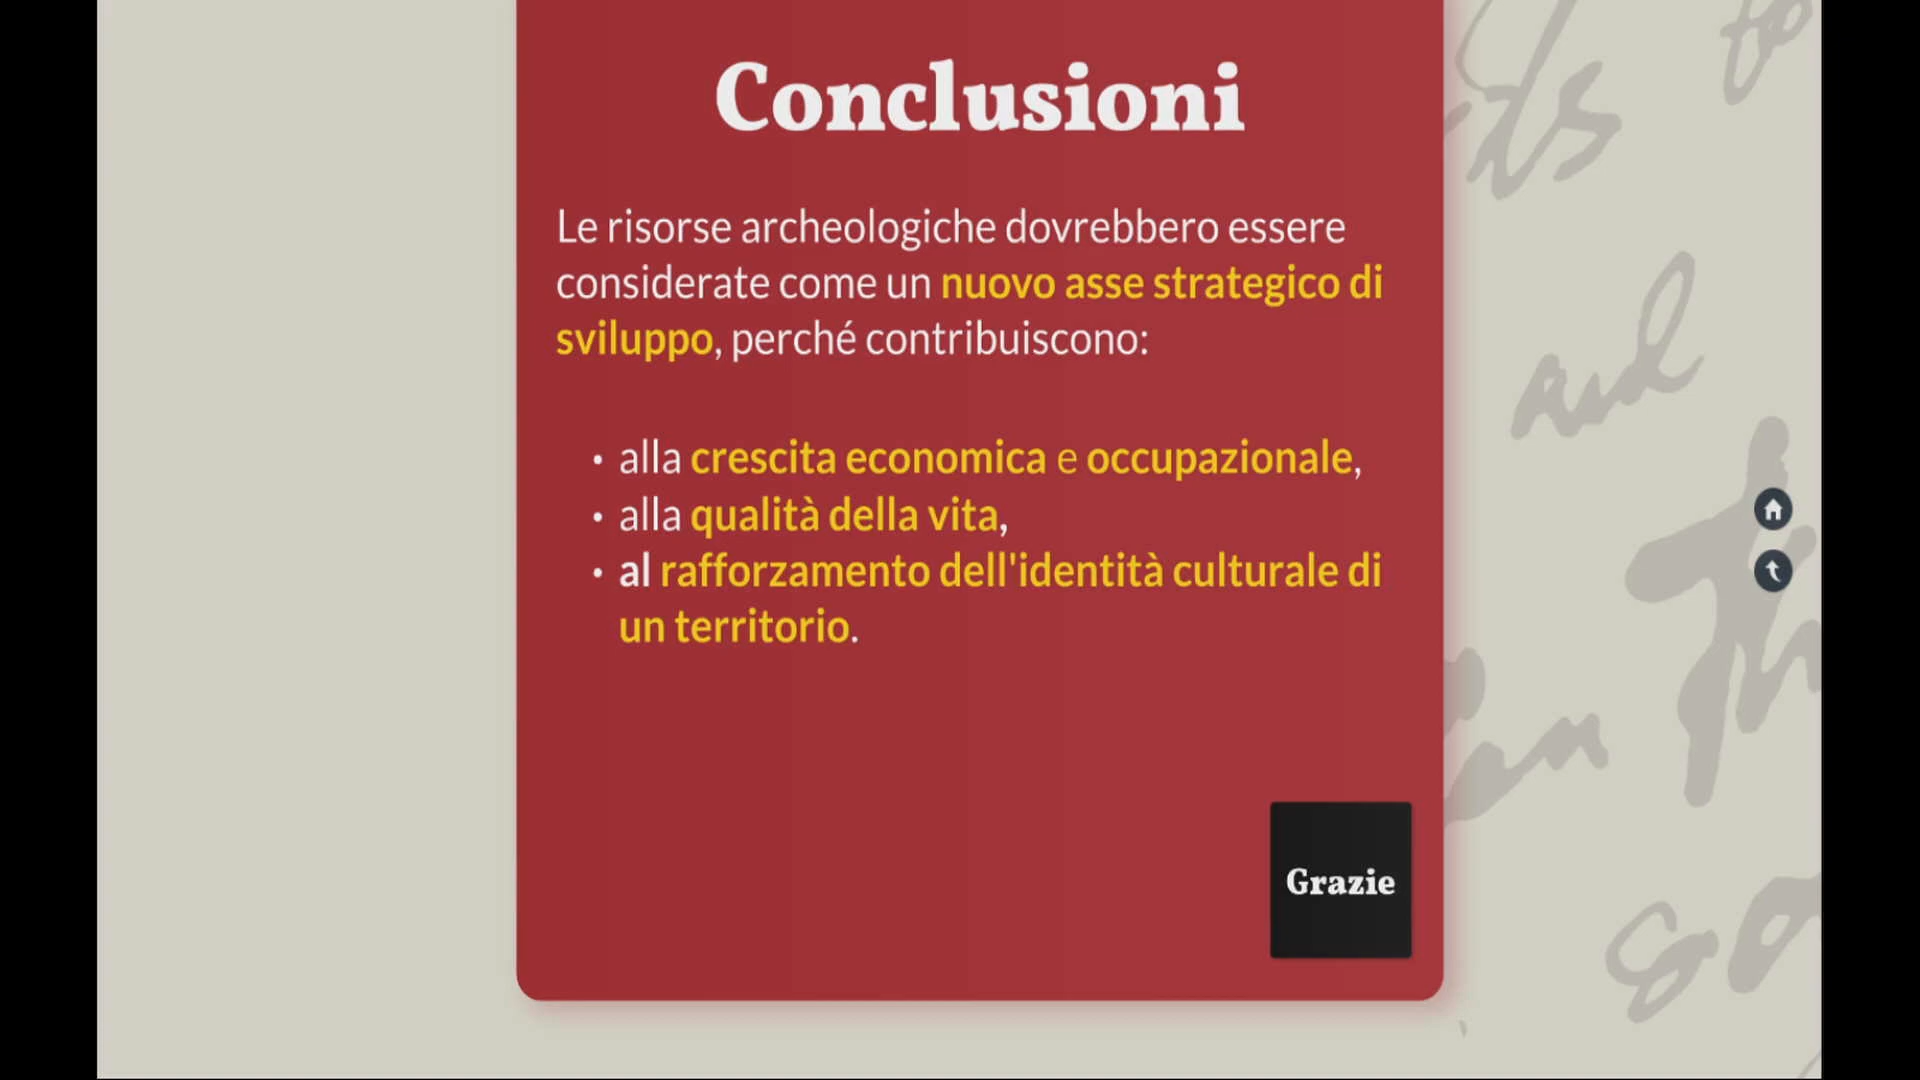 Conclusioni
Le risorse archeologiche dovrebbero essere
considerate come un nuovo asse strategico di
sviluppo, perché contribuiscono:
• alla crescita economica e occupazionale,
• alla qualità della vita,
• al rafforzamento dell'identità culturale di
un territorio.
Grazie